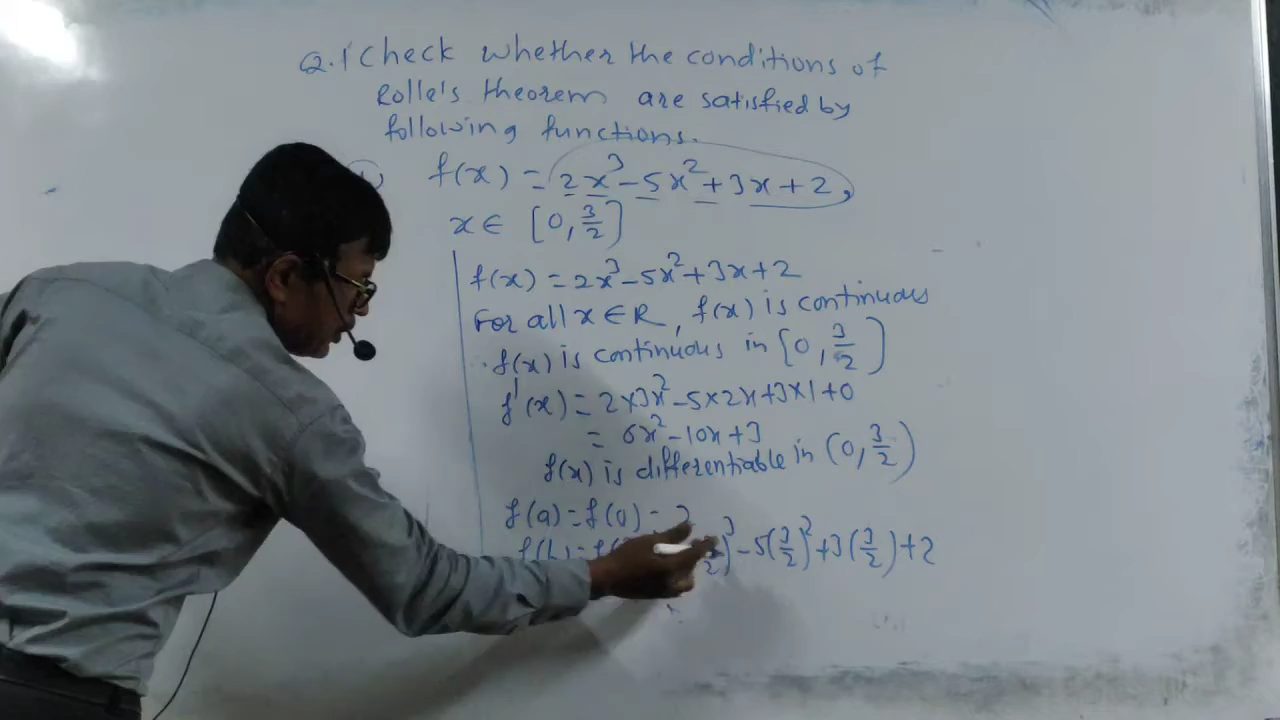 Q.1 Check whether the conditions of
Rolle's theorem are satisfied by
following functions.
f(x) = 2x³ - 5x² + 3x + 2,
x ∈ [0, 3/2]
f(x) = 2x³ - 5x² + 3x + 2
For all x ∈ R, f(x) is continuous
f(x) is continuous in [0, 3/2]
f'(x) = 2×3x² - 5×2x + 3×1 + 0
= 6x² - 10x + 3
f(x) is differentiable in (0, 3/2)
f(a) = f(0) = 2
- 5(3/2)² + 3(3/2) + 2